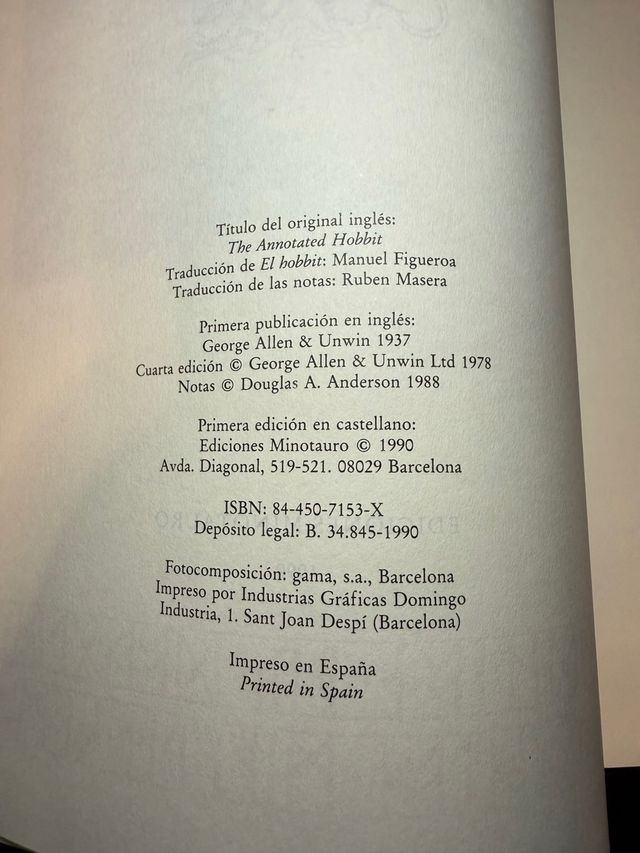 Título del original inglés:
The Annotated Hobbit
Traducción de El hobbit: Manuel Figueroa
Traducción de las notas: Ruben Masera
Primera publicación en inglés:
George Allen & Unwin 1937
Cuarta edición © George Allen & Unwin Ltd 1978
Notas © Douglas A. Anderson 1988
Primera edición en castellano:
Ediciones Minotauro © 1990
Avda. Diagonal, 519-521. 08029 Barcelona
ISBN: 84-450-7153-X
Depósito legal: B. 34.845-1990
Fotocomposición: gama, s.a., Barcelona
Impreso por Industrias Gráficas Domingo
Industria, 1. Sant Joan Despí (Barcelona)
Impreso en España
Printed in Spain